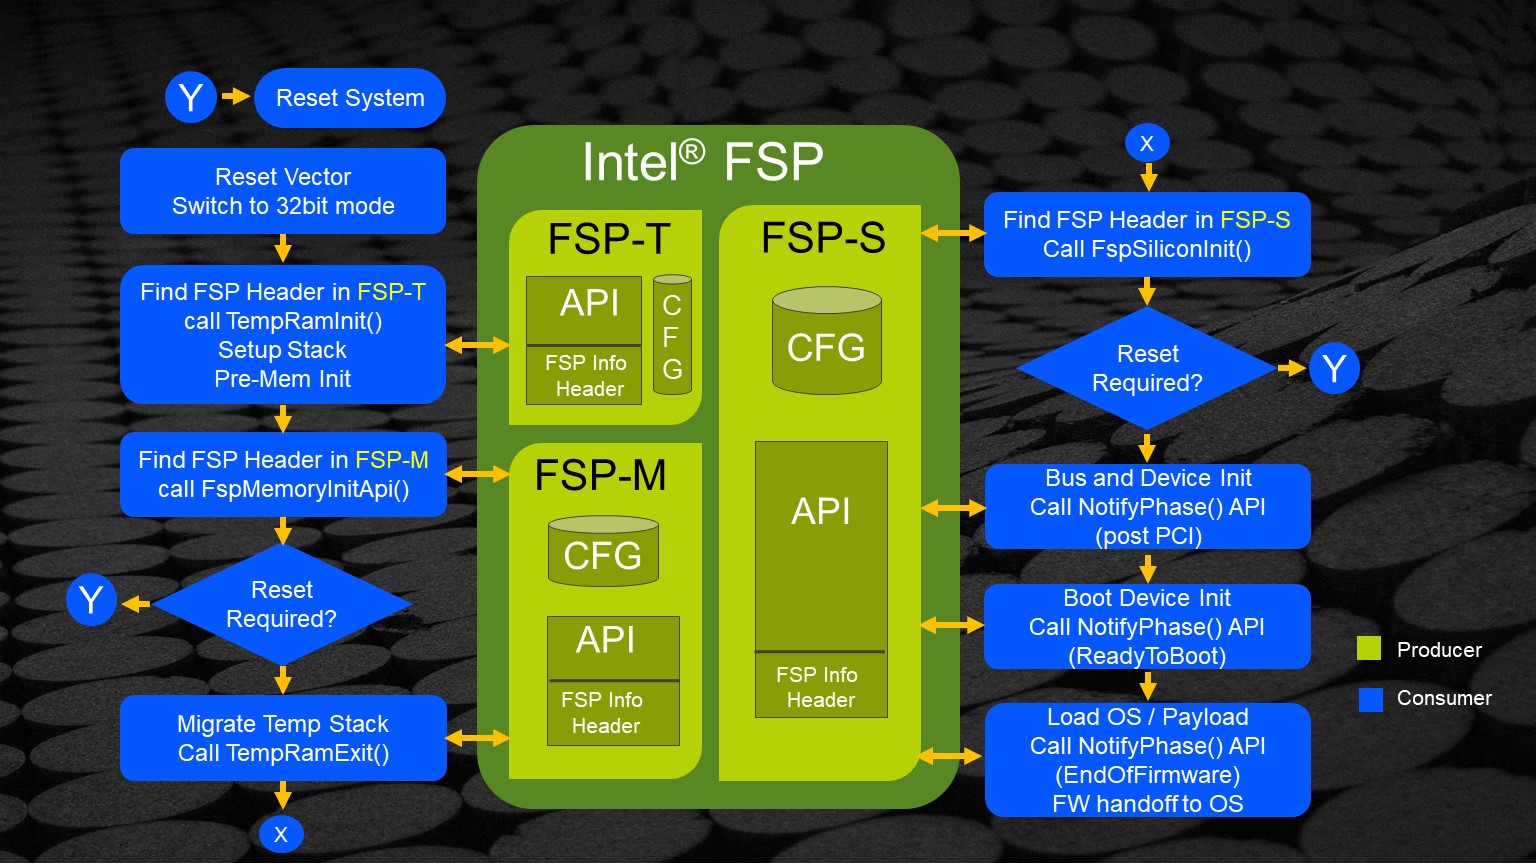 Y
Reset System
Reset Vector
Switch to 32bit mode
Find FSP Header in FSP-T
call TempRamInit()
Setup Stack
Pre-Mem Init
Find FSP Header in FSP-M
call FspMemoryInitApi()
Reset
Required?
Y
Migrate Temp Stack
Call TempRamExit()
X
Intel® FSP
FSP-T
API
FSP Info
Header
C
F
G
FSP-M
CFG
API
FSP Info
Header
FSP-S
CFG
API
FSP Info
Header
X
Find FSP Header in FSP-S
Call FspSiliconInit()
Reset
Required?
Y
Bus and Device Init
Call NotifyPhase() API
(post PCI)
Boot Device Init
Call NotifyPhase() API
(ReadyToBoot)
Load OS / Payload
Call NotifyPhase() API
(EndOfFirmware)
FW handoff to OS
Producer
Consumer